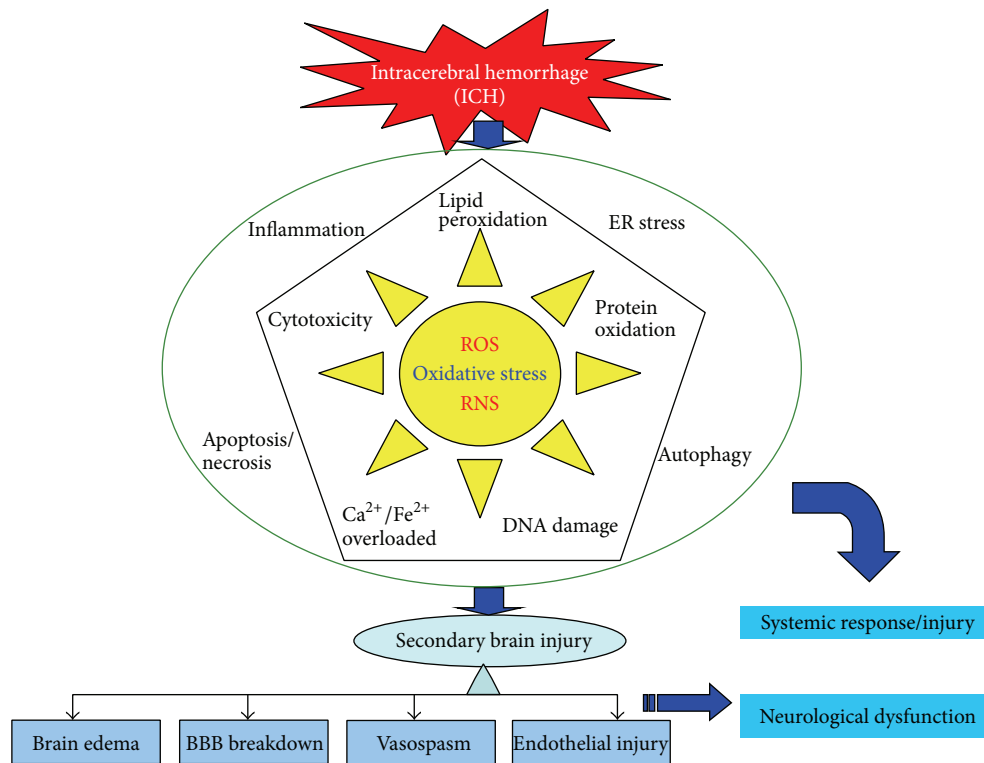 Intracerebral hemorrhage
(ICH)
Lipid
peroxidation
Inflammation
ER stress
Cytotoxicity
Protein
oxidation
ROS
Oxidative stress
RNS
Apoptosis/
necrosis
Autophagy
Ca²⁺/Fe²⁺
overloaded
DNA damage
Systemic response/injury
Secondary brain injury
Neurological dysfunction
Brain edema
BBB breakdown
Vasospasm
Endothelial injury